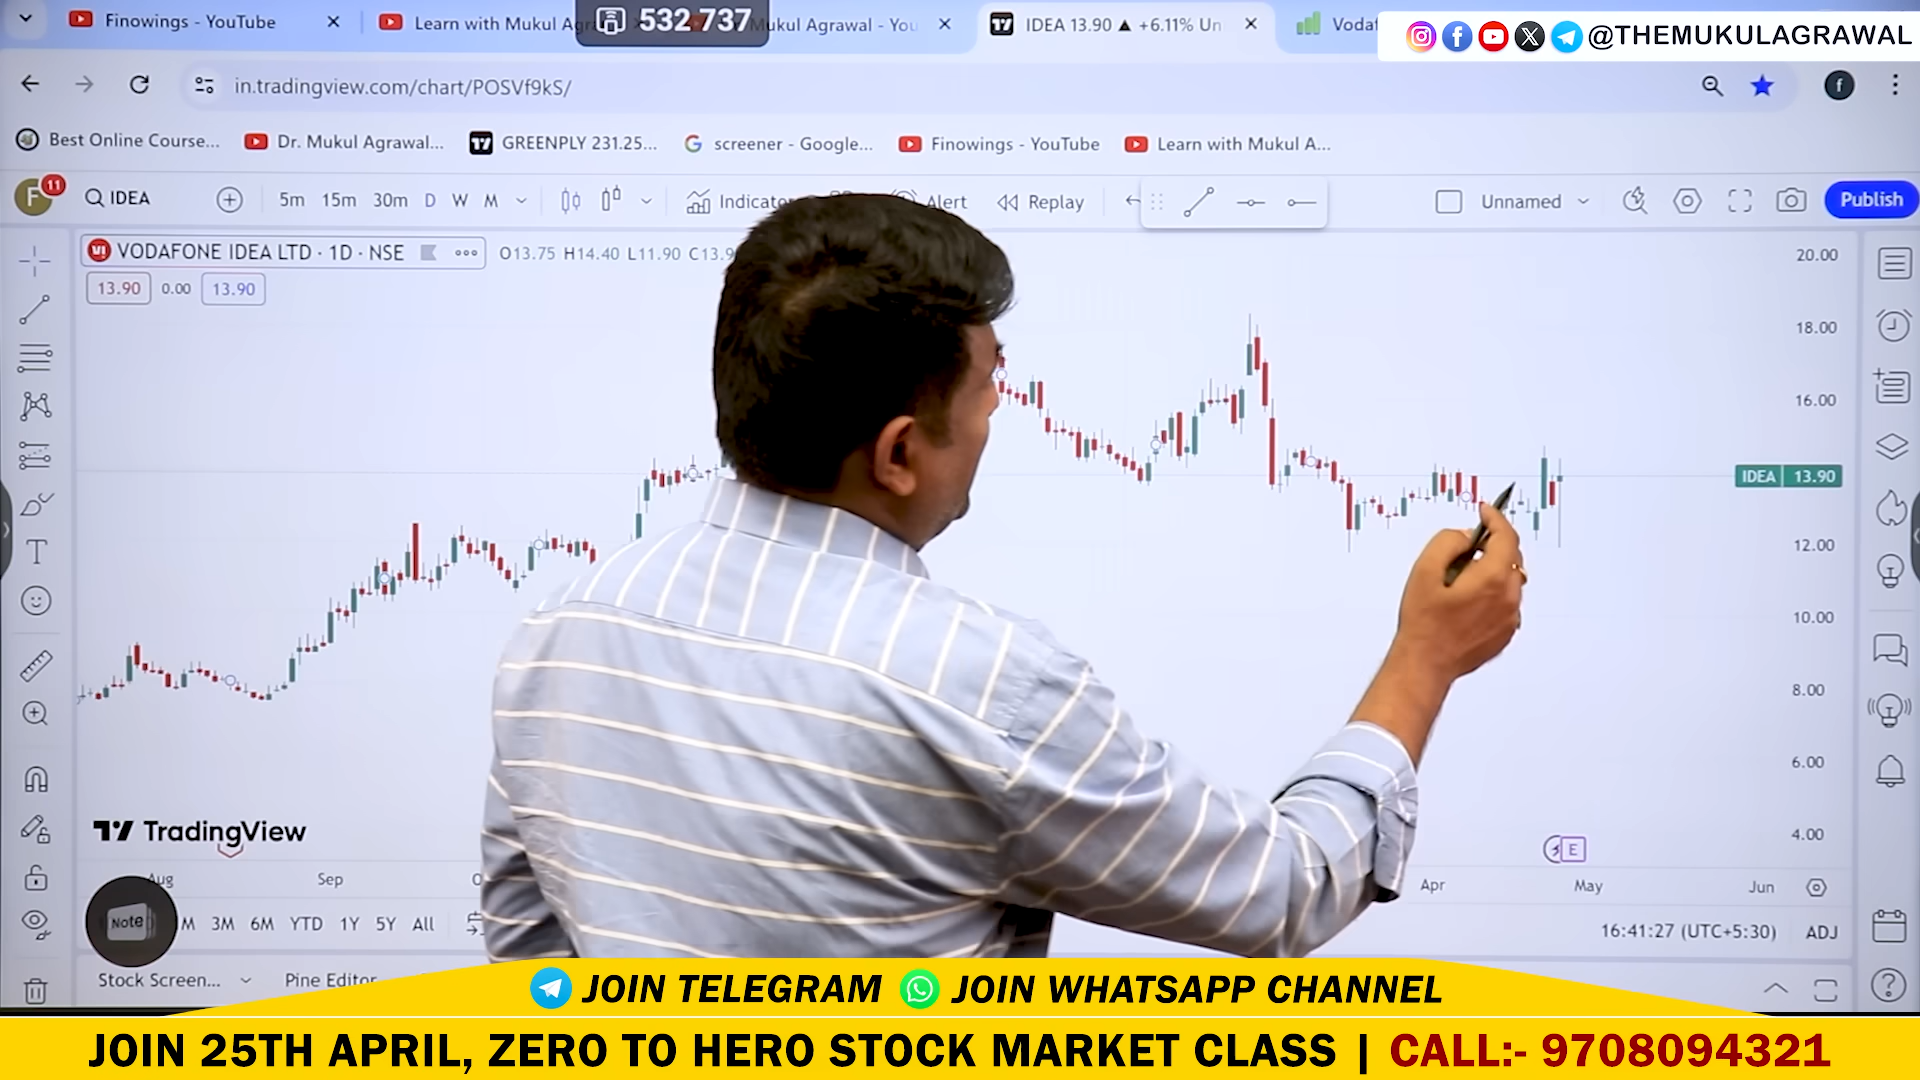 Finowings - YouTube
Learn with Mukul Agra
532 737
Mukul Agrawal - You
IDEA 13.90 ▲ +6.11% Un
Vodaf
@THEMUKULAGRAWAL
in.tradingview.com/chart/POSVf9kS/
f
Best Online Course...
Dr. Mukul Agrawal...
GREENPLY 231.25...
screener - Google...
Finowings - YouTube
Learn with Mukul A...
F
11
IDEA
5m 15m 30m D W M
Indicato
Alert
Replay
Unnamed
Publish
VODAFONE IDEA LTD · 1D · NSE
O13.75 H14.40 L11.90 C13.9
13.90 0.00 13.90
20.00
18.00
16.00
IDEA 13.90
12.00
10.00
8.00
6.00
4.00
TradingView
E
Aug Sep O Apr May Jun
Note
M 3M 6M YTD 1Y 5Y All
16:41:27 (UTC+5:30) ADJ
Stock Screen... Pine Editor
JOIN TELEGRAM JOIN WHATSAPP CHANNEL
JOIN 25TH APRIL, ZERO TO HERO STOCK MARKET CLASS | CALL:- 9708094321